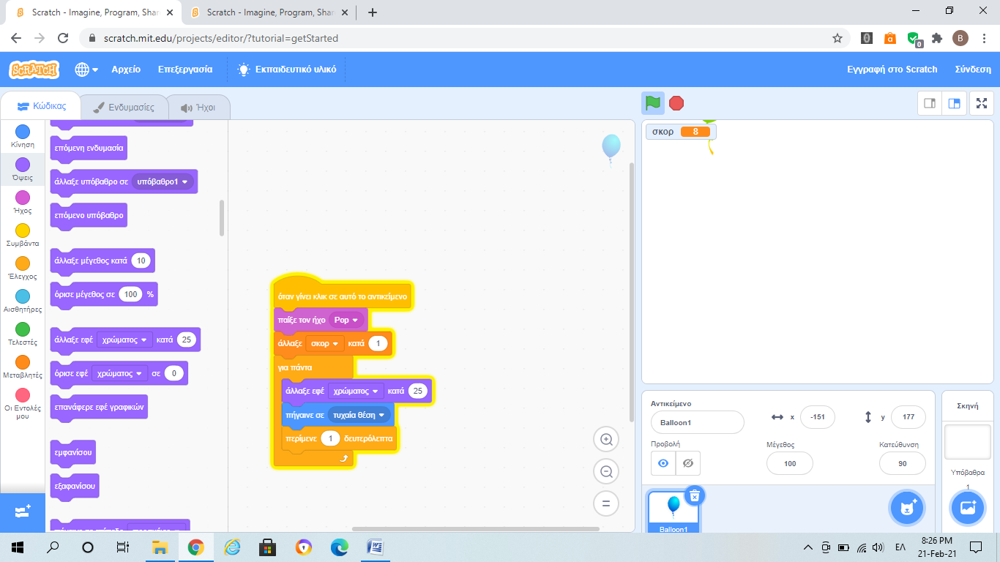 Scratch - Imagine, Program, Shar
Scratch - Imagine, Program, Shar
scratch.mit.edu/projects/editor/?tutorial=getStarted
0
B
SCRATCH
Αρχείο
Επεξεργασία
Εκπαιδευτικό υλικό
Εγγραφή στο Scratch
Σύνδεση
Κώδικας
Ενδυμασίες
Ήχοι
Κίνηση
Όψεις
Ήχος
Συμβάντα
Έλεγχος
Αισθητήρες
Τελεστές
Μεταβλητές
Οι Εντολές
μου
επόμενη ενδυμασία
άλλαξε υπόβαθρο σε υπόβαθρο1
επόμενο υπόβαθρο
άλλαξε μέγεθος κατά 10
όρισε μέγεθος σε 100 %
άλλαξε εφέ χρώματος κατά 25
όρισε εφέ χρώματος σε 0
επανάφερε εφέ γραφικών
εμφανίσου
εξαφανίσου
όταν γίνει κλικ σε αυτό το αντικείμενο
παίξε τον ήχο Pop
άλλαξε σκορ κατά 1
για πάντα
άλλαξε εφέ χρώματος κατά 25
πήγαινε σε τυχαία θέση
περίμενε 1 δευτερόλεπτα
σκορ 8
Αντικείμενο
Balloon1
x -151
y 177
Προβολή
Μέγεθος
100
Κατεύθυνση
90
Balloon1
Σκηνή
Υπόβαθρα
1
ΕΛ
8:26 PM
21-Feb-21